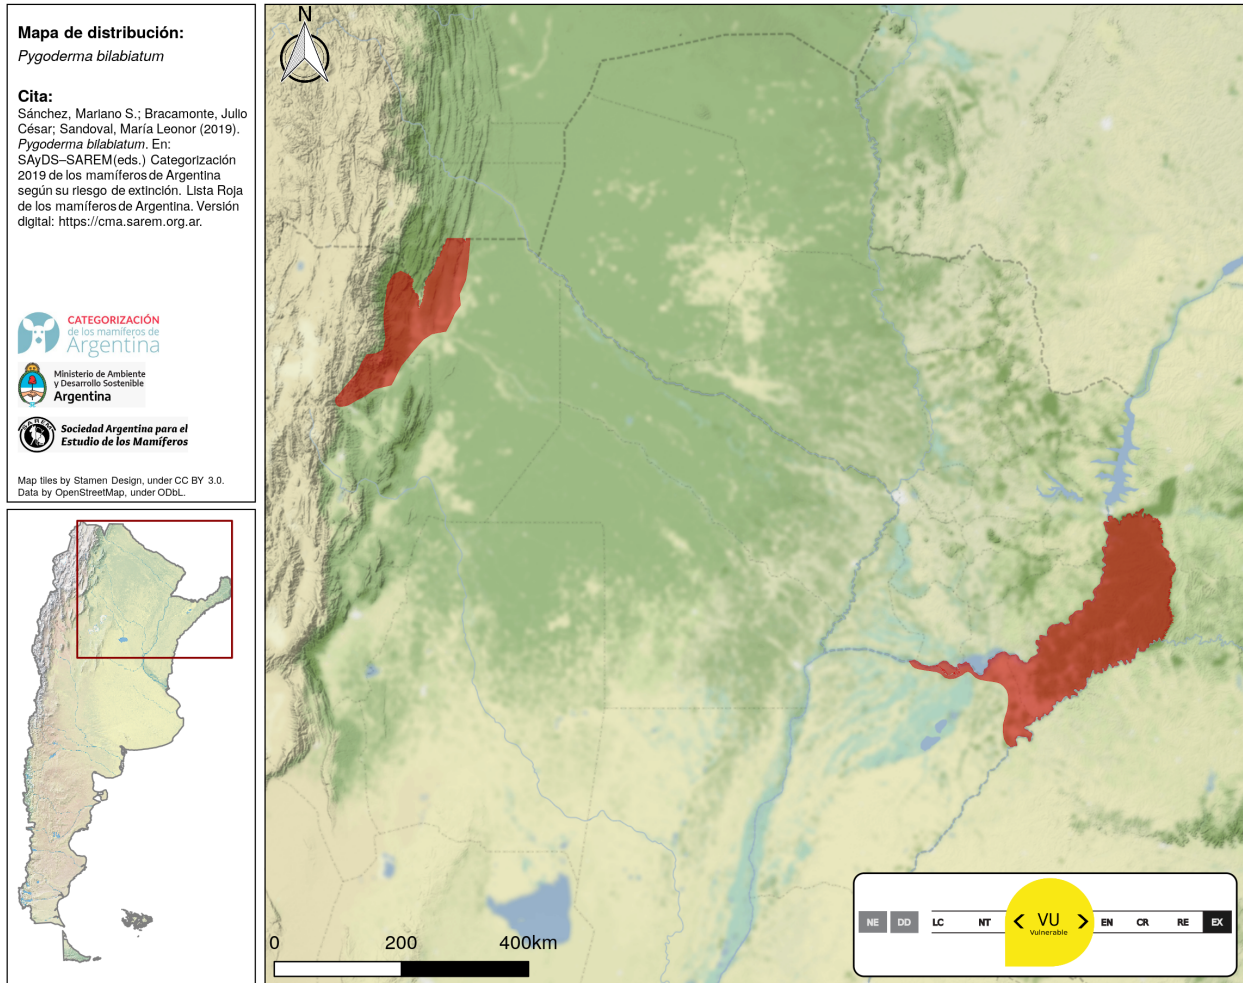 Mapa de distribución:
Pygoderma bilabiatum
Cita:
Sánchez, Mariano S.; Bracamonte, Julio
César; Sandoval, María Leonor (2019).
Pygoderma bilabiatum. En:
SAyDS–SAREM(eds.) Categorización
2019 de los mamíferos de Argentina
según su riesgo de extinción. Lista Roja
de los mamíferos de Argentina. Versión
digital: https://cma.sarem.org.ar.
CATEGORIZACIÓN
de los mamíferos de
Argentina
Ministerio de Ambiente
y Desarrollo Sostenible
Argentina
SAREM
Sociedad Argentina para el
Estudio de los Mamíferos
Map tiles by Stamen Design, under CC BY 3.0.
Data by OpenStreetMap, under ODbL.
N
0 200 400km
NE DD LC NT VU EN CR RE EX
Vulnerable